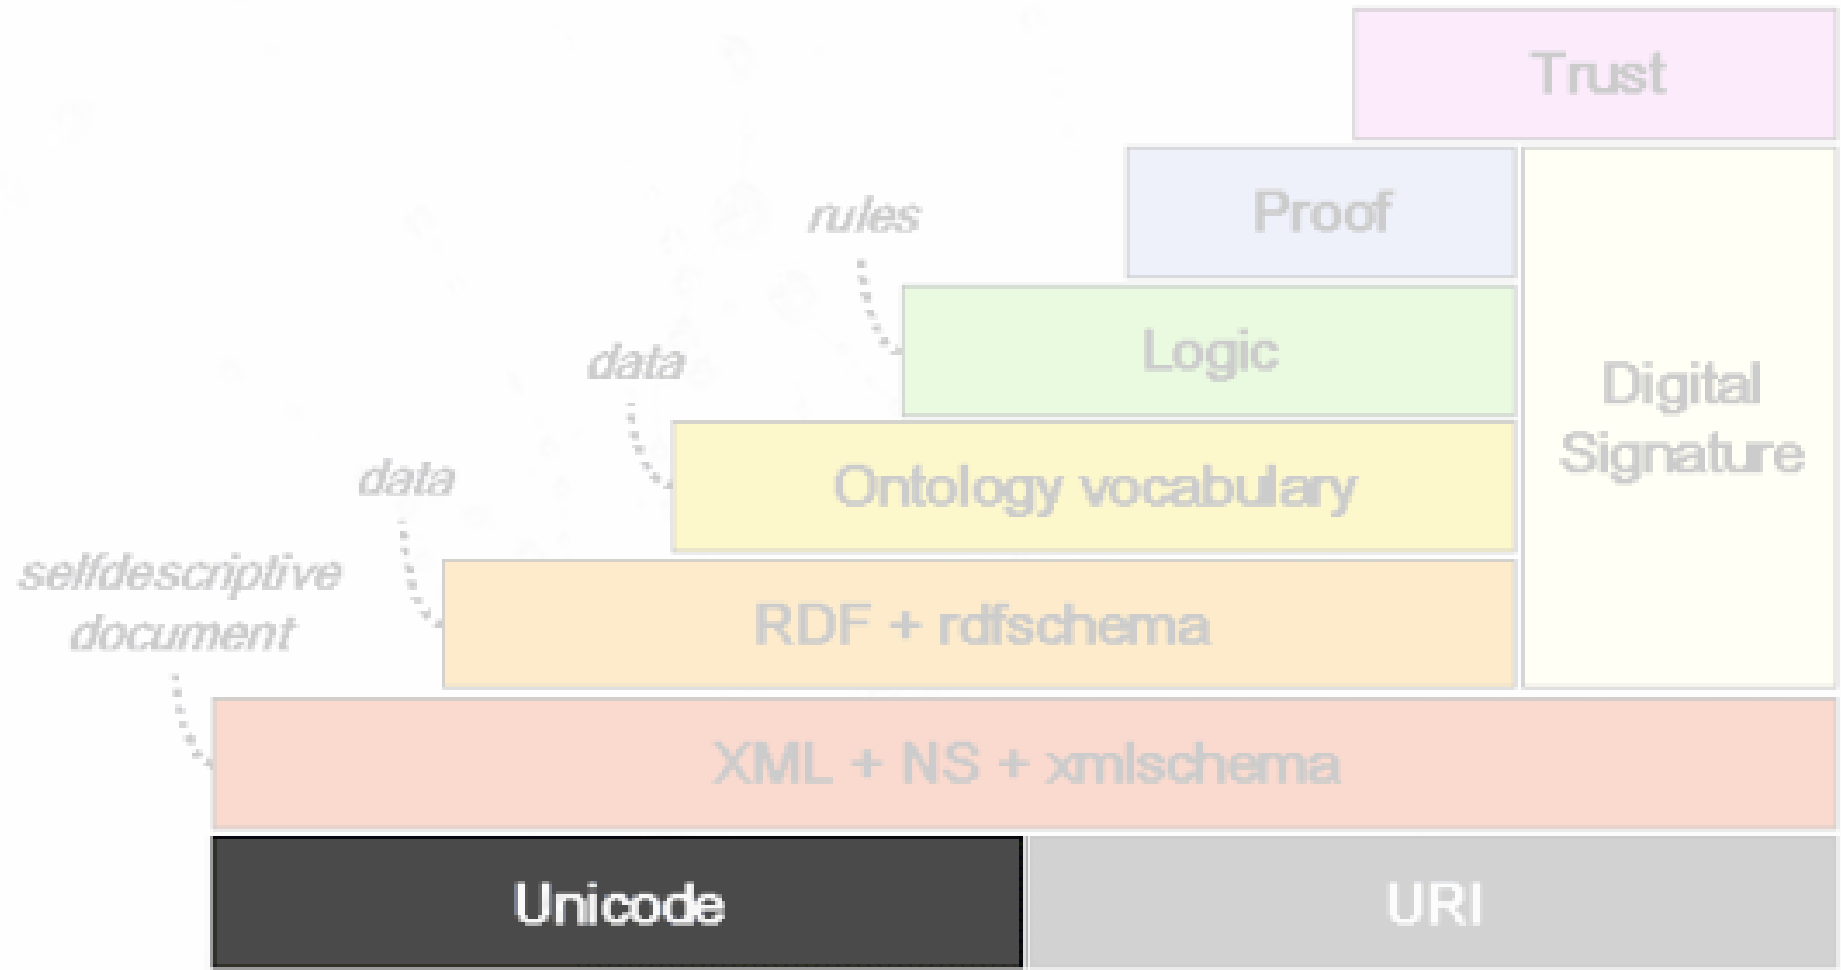 Trust
Proof
rules
Logic
data
Digital
Signature
Ontology vocabulary
data
RDF + rdfschema
selfdescriptive
document
XML + NS + xmlschema
Unicode
URI